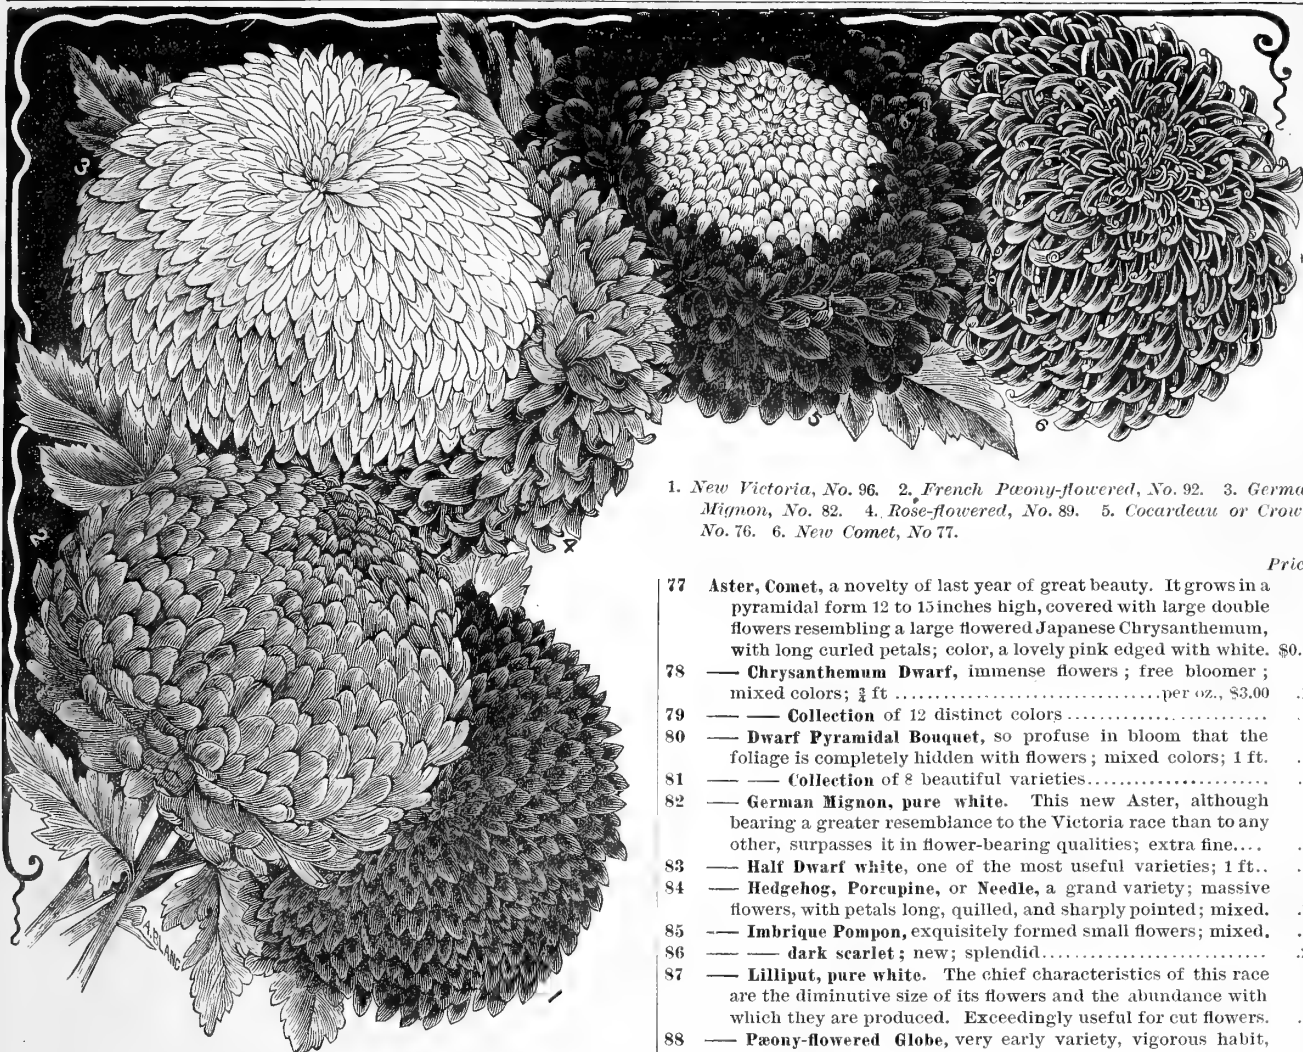 3
5
6
2
4
A. BLANC
1
1. New Victoria, No. 96. 2. French Pæony-flowered, No. 92. 3. Germa
Mignon, No. 82. 4. Rose-flowered, No. 89. 5. Cocardeau or Crow
No. 76. 6. New Comet, No 77.
Pric
77 Aster, Comet, a novelty of last year of great beauty. It grows in a
pyramidal form 12 to 15 inches high, covered with large double
flowers resembling a large flowered Japanese Chrysanthemum,
with long curled petals; color, a lovely pink edged with white. $0.
78 — Chrysanthemum Dwarf, immense flowers; free bloomer;
mixed colors; ¾ ft ........ per oz., $3.00
79 — — Collection of 12 distinct colors ........
80 — Dwarf Pyramidal Bouquet, so profuse in bloom that the
foliage is completely hidden with flowers; mixed colors; 1 ft.
81 — — Collection of 8 beautiful varieties........
82 — German Mignon, pure white. This new Aster, although
bearing a greater resemblance to the Victoria race than to any
other, surpasses it in flower-bearing qualities; extra fine....
83 — Half Dwarf white, one of the most useful varieties; 1 ft..
84 — Hedgehog, Porcupine, or Needle, a grand variety; massive
flowers, with petals long, quilled, and sharply pointed; mixed.
85 — Imbrique Pompon, exquisitely formed small flowers; mixed.
86 — — dark scarlet; new; splendid........
87 — Lilliput, pure white. The chief characteristics of this race
are the diminutive size of its flowers and the abundance with
which they are produced. Exceedingly useful for cut flowers.
88 — Pæony-flowered Globe, very early variety, vigorous habit,